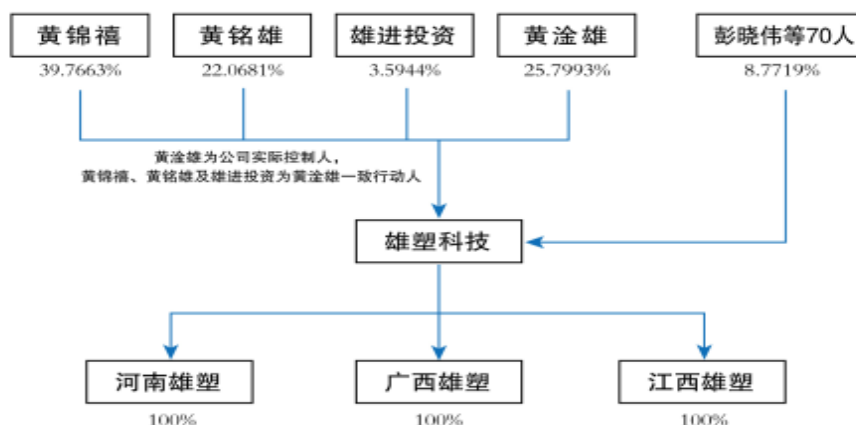 黄锦禧
黄铭雄
雄进投资
黄淦雄
彭晓伟等70人
39.7663%
22.0681%
3.5944%
25.7993%
8.7719%
黄淦雄为公司实际控制人,
黄锦禧、黄铭雄及雄进投资为黄淦雄一致行动人
雄塑科技
河南雄塑
广西雄塑
江西雄塑
100%
100%
100%